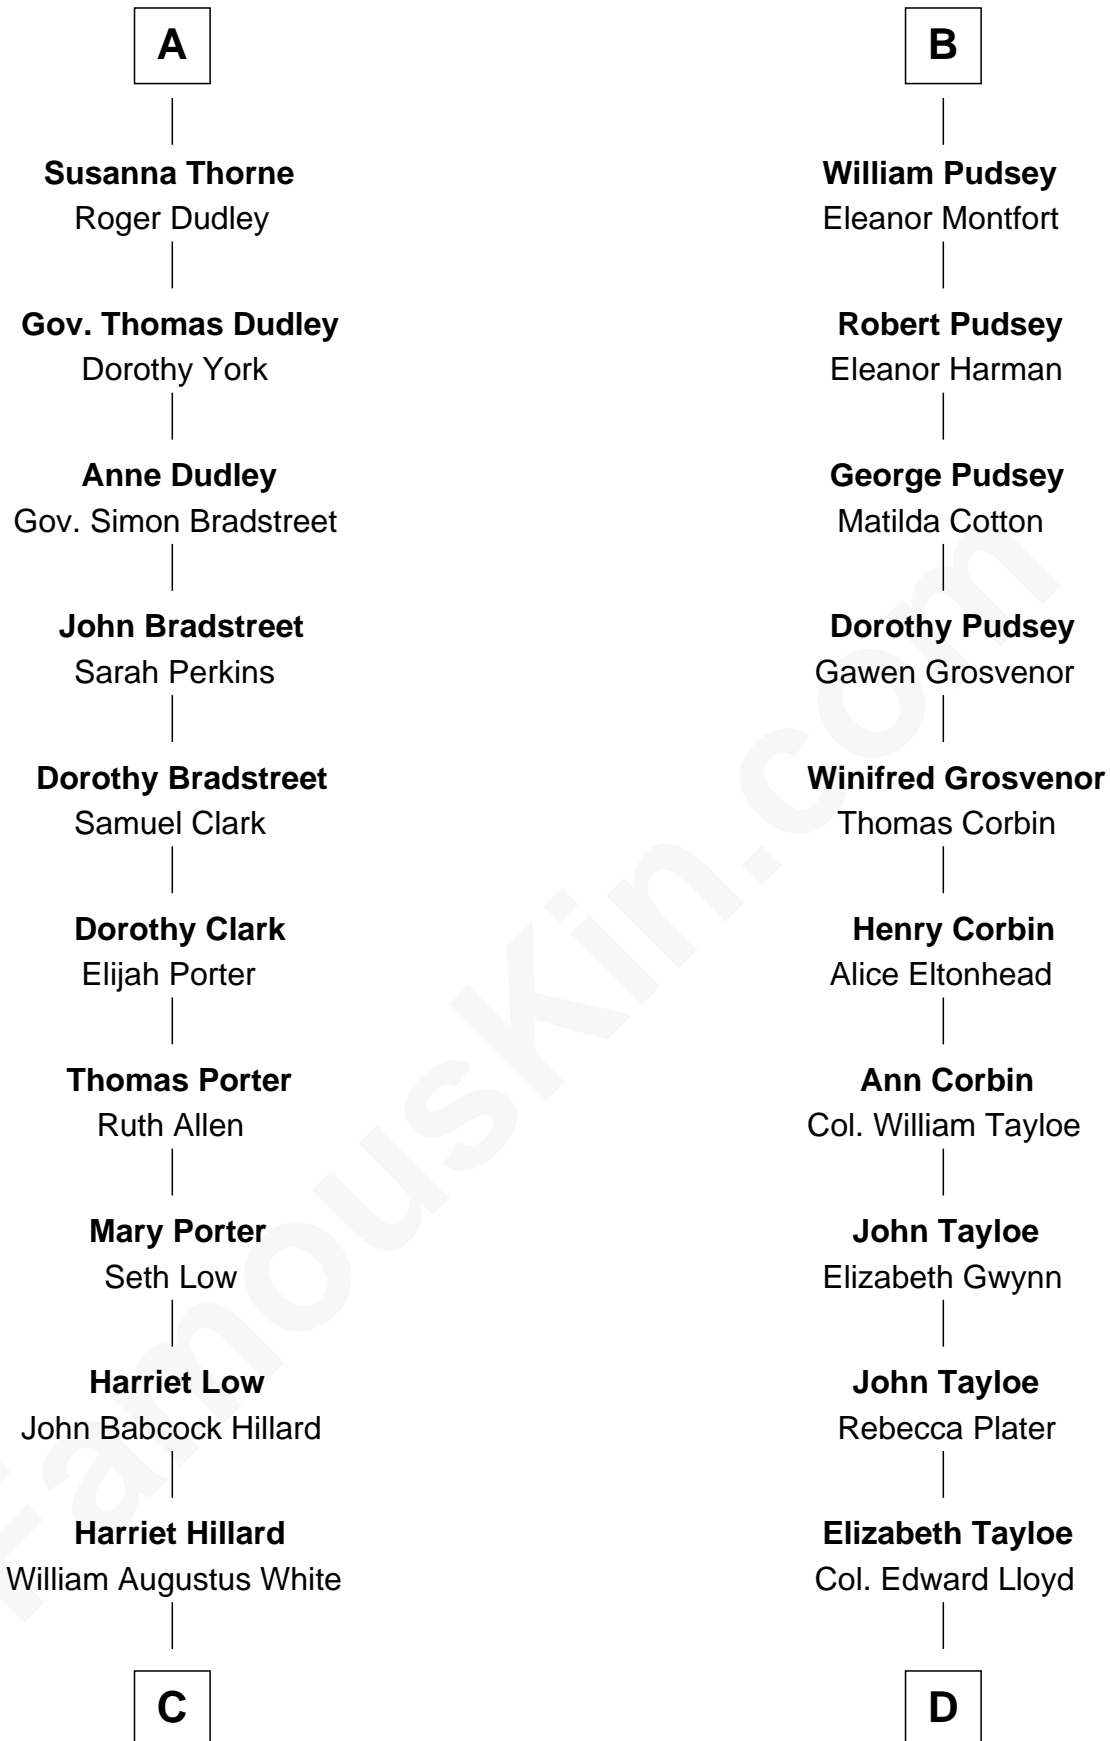 A
Susanna Thorne
Roger Dudley
Gov. Thomas Dudley
Dorothy York
Anne Dudley
Gov. Simon Bradstreet
John Bradstreet
Sarah Perkins
Dorothy Bradstreet
Samuel Clark
Dorothy Clark
Elijah Porter
Thomas Porter
Ruth Allen
Mary Porter
Seth Low
Harriet Low
John Babcock Hillard
Harriet Hillard
William Augustus White
C
B
William Pudsey
Eleanor Montfort
Robert Pudsey
Eleanor Harman
George Pudsey
Matilda Cotton
Dorothy Pudsey
Gawen Grosvenor
Winifred Grosvenor
Thomas Corbin
Henry Corbin
Alice Eltonhead
Ann Corbin
Col. William Tayloe
John Tayloe
Elizabeth Gwynn
John Tayloe
Rebecca Plater
Elizabeth Tayloe
Col. Edward Lloyd
D
FamousKin.com